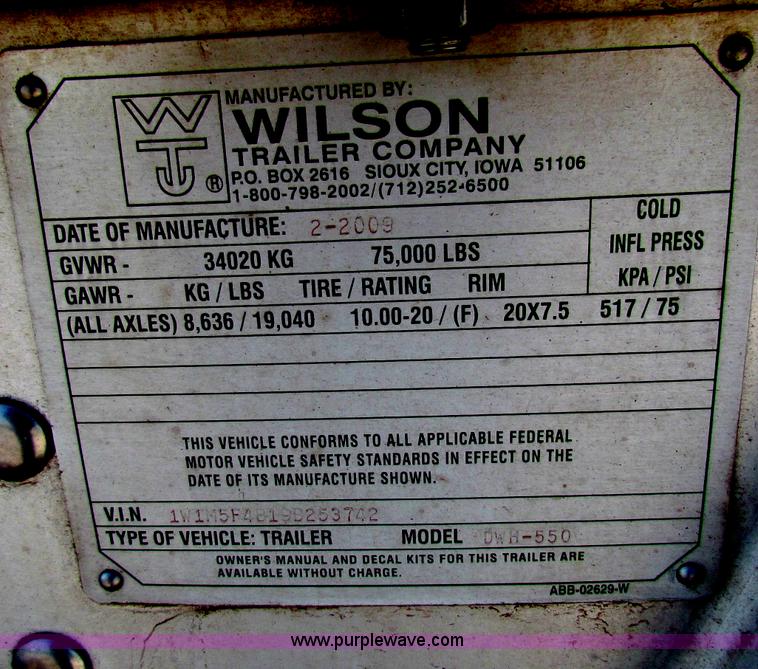 MANUFACTURED BY:
WILSON
TRAILER COMPANY
P.O. BOX 2616 SIOUX CITY, IOWA 51106
1-800-798-2002/(712)252-6500
WT ®
DATE OF MANUFACTURE: 2-2009
COLD
INFL PRESS
KPA / PSI
GVWR - 34020 KG 75,000 LBS
GAWR - KG / LBS TIRE / RATING RIM
(ALL AXLES) 8,636 / 19,040 10.00-20 / (F) 20X7.5 517 / 75
THIS VEHICLE CONFORMS TO ALL APPLICABLE FEDERAL
MOTOR VEHICLE SAFETY STANDARDS IN EFFECT ON THE
DATE OF ITS MANUFACTURE SHOWN.
V.I.N. 1W1M5F4B19D253742
TYPE OF VEHICLE: TRAILER MODEL DWH-550
OWNER'S MANUAL AND DECAL KITS FOR THIS TRAILER ARE
AVAILABLE WITHOUT CHARGE.
ABB-02629-W
www.purplewave.com